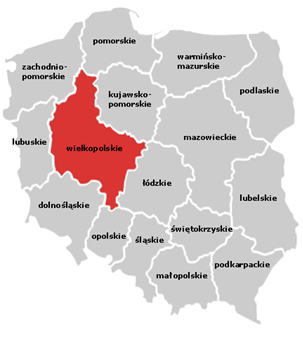 pomorskie
warmińsko-
mazurskie
zachodnio-
pomorskie
podlaskie
kujawsko-
pomorskie
mazowieckie
lubuskie
wielkopolskie
łódzkie
lubelskie
dolnośląskie
świętokrzyskie
opolskie
śląskie
podkarpackie
małopolskie